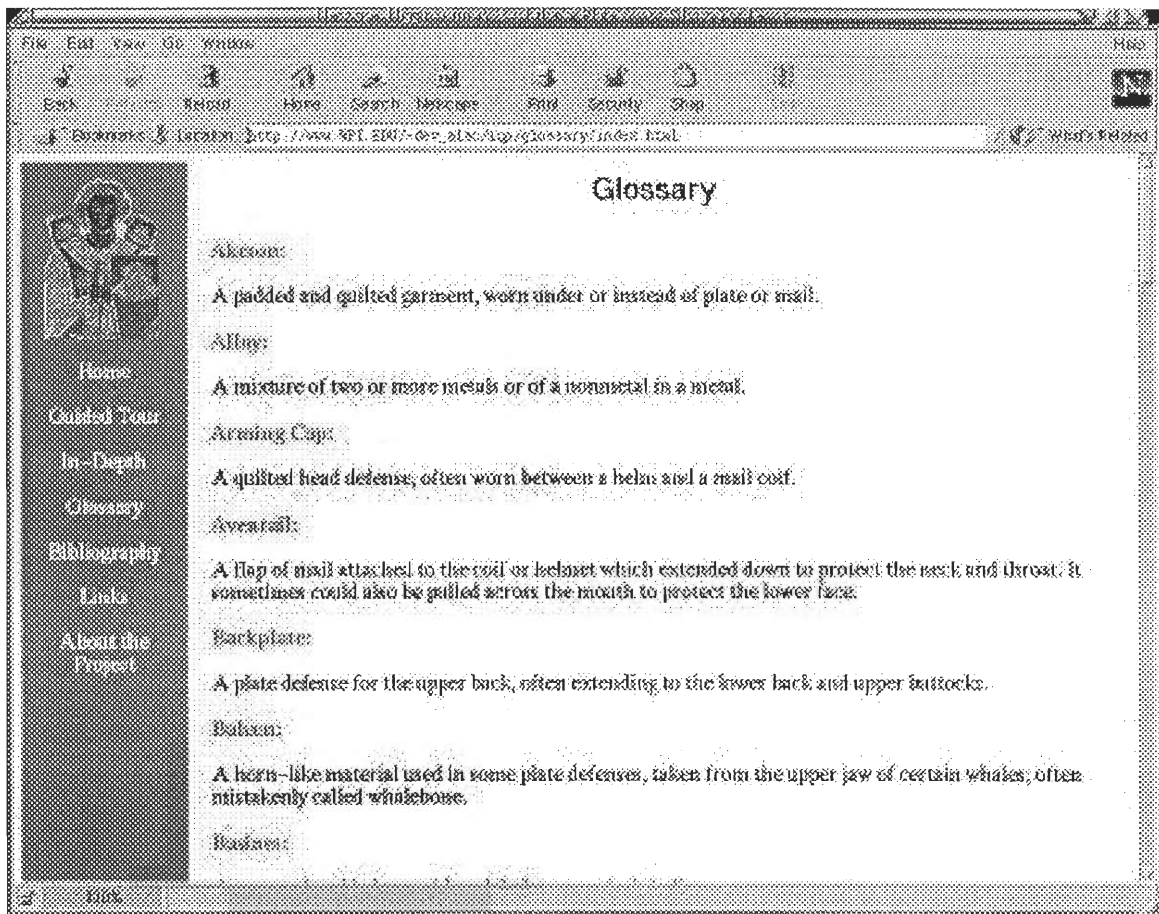 File Edit View Go Window Help
Back Reload Home Search Netscape Print Security Stop
Bookmarks Location: What's Related
Glossary
Aketon:
A padded and quilted garment, worn under or instead of plate or mail.
Alloy:
A mixture of two or more metals or of a nonmetal in a metal.
Arming Cap:
A quilted head defense, often worn between a helm and a mail coif.
Aventail:
A flap of mail attached to the coif or helmet which extended down to protect the neck and throat. It
sometimes could also be pulled across the mouth to protect the lower face.
Backplate:
A plate defense for the upper back, often extending to the lower back and upper buttocks.
Baleen:
A horn-like material used in some plate defenses, taken from the upper jaw of certain whales; often
mistakenly called whalebone.
Home
Guided Tour
In-Depth
Glossary
Bibliography
Links
About the
Project
100%